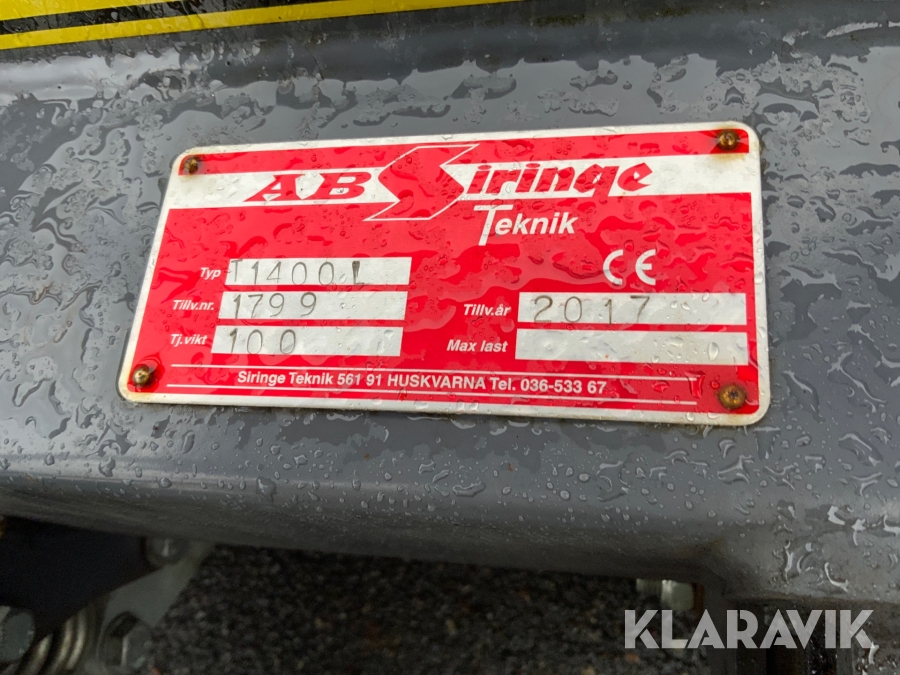 AB Siringe
Teknik
CE
Typ T1400L
Tillv.nr. 1799
Tillv.år 2017
Tj.vikt 100
Max last
Siringe Teknik 561 91 HUSKVARNA Tel. 036-533 67
KLARAVIK